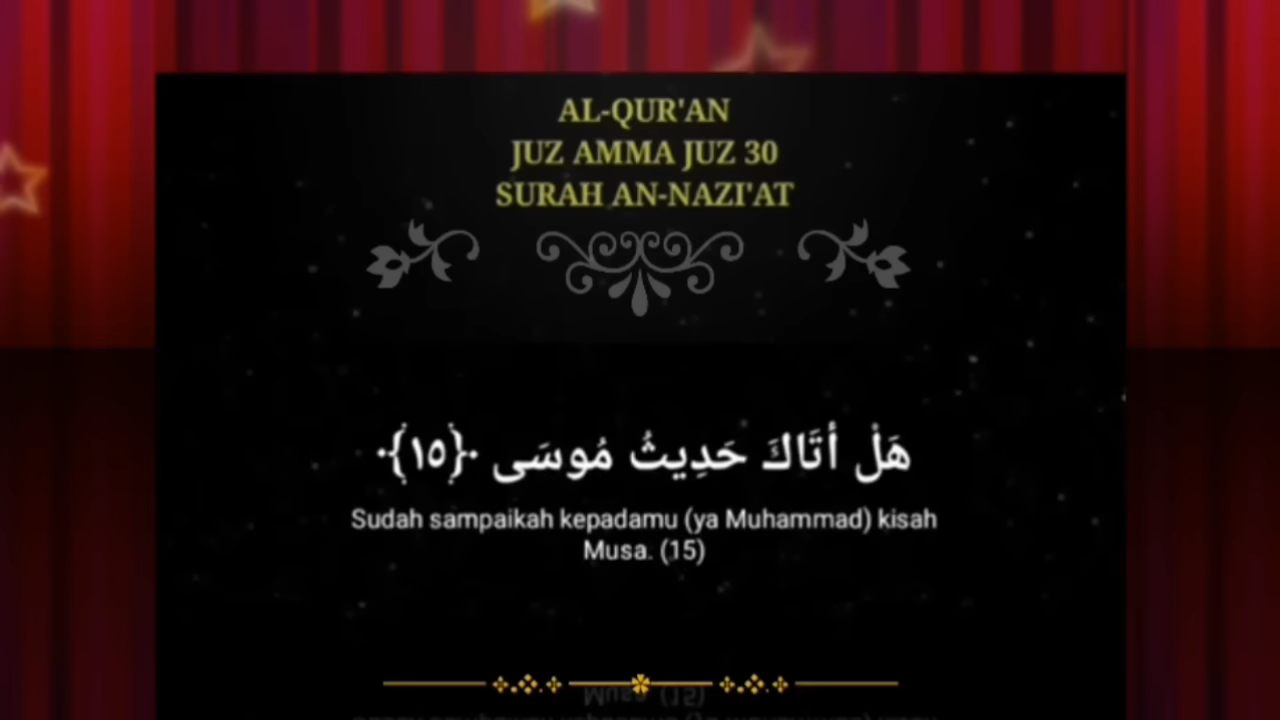 AL-QUR'AN
JUZ AMMA JUZ 30
SURAH AN-NAZI'AT
هَلْ أتَاكَ حَدِيثُ مُوسَى ﴿١٥﴾
Sudah sampaikah kepadamu (ya Muhammad) kisah
Musa. (15)